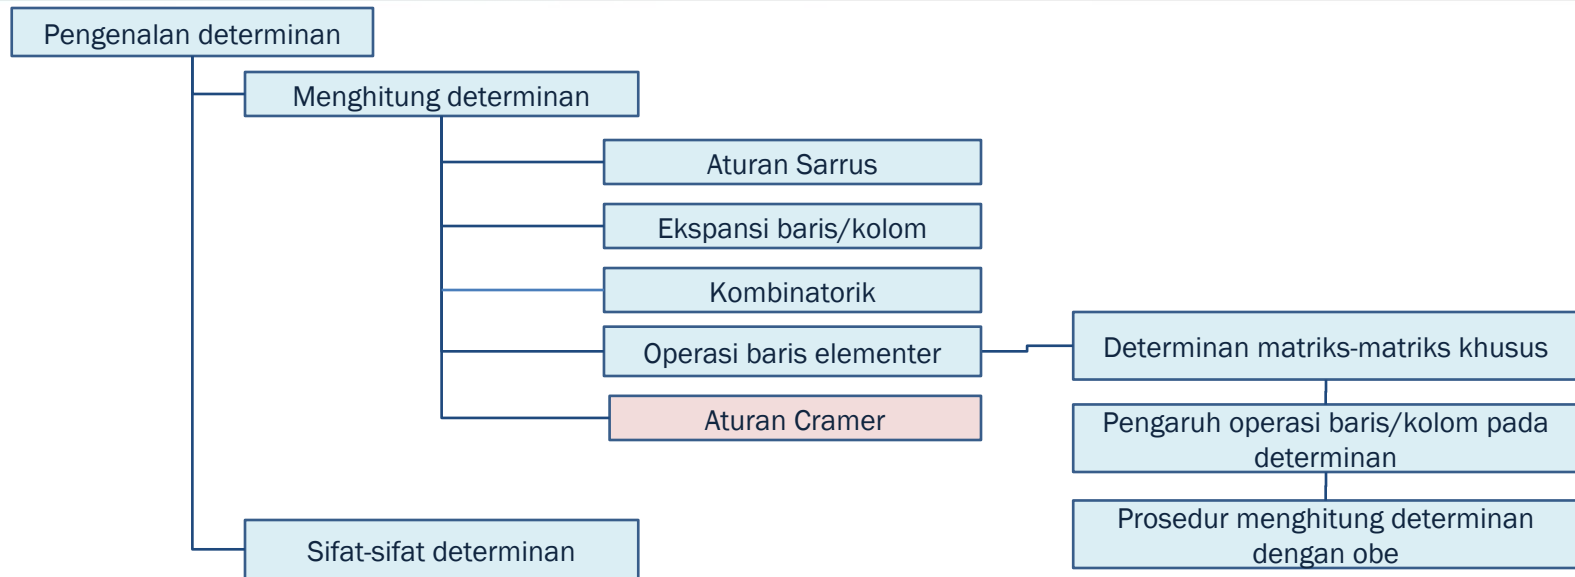 Pengenalan determinan
Menghitung determinan
Aturan Sarrus
Ekspansi baris/kolom
Kombinatorik
Operasi baris elementer
Aturan Cramer
Determinan matriks-matriks khusus
Pengaruh operasi baris/kolom pada
determinan
Prosedur menghitung determinan
dengan obe
Sifat-sifat determinan